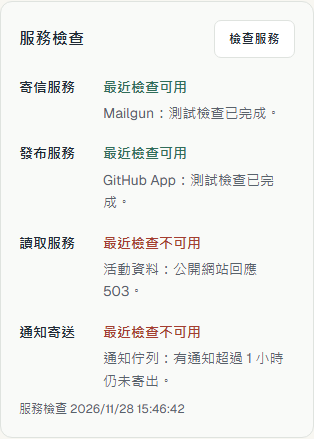 服務檢查
檢查服務
寄信服務
最近檢查可用
Mailgun：測試檢查已完成。
發布服務
最近檢查可用
GitHub App：測試檢查已完
成。
讀取服務
最近檢查不可用
活動資料：公開網站回應
503。
通知寄送
最近檢查不可用
通知佇列：有通知超過 1 小時
仍未寄出。
服務檢查 2026/11/28 15:46:42